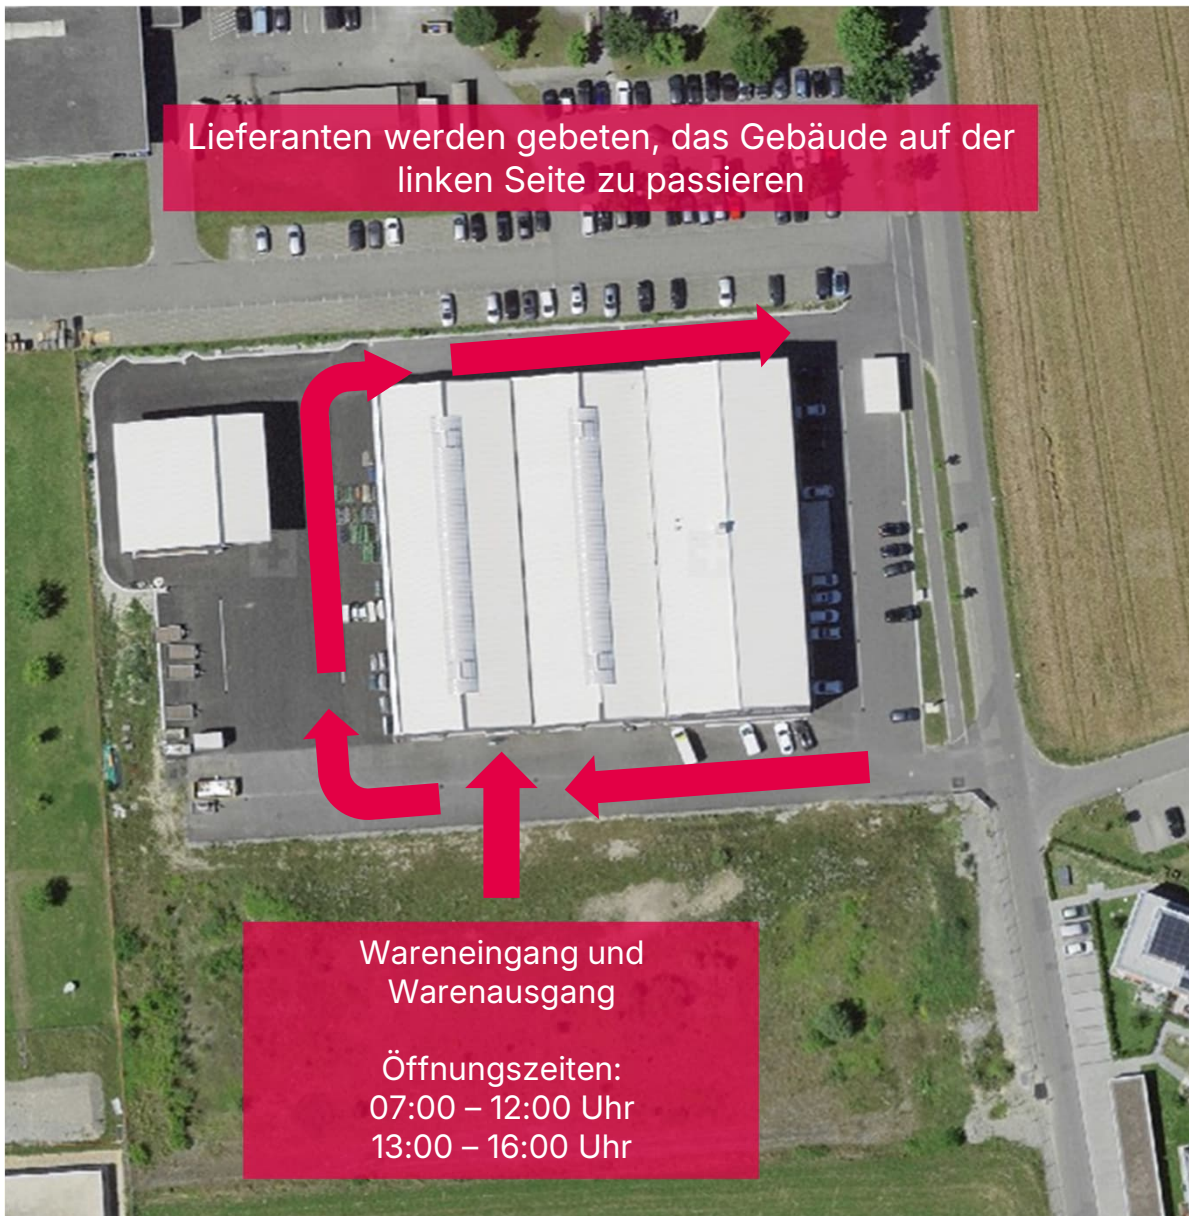 Lieferanten werden gebeten, das Gebäude auf der
linken Seite zu passieren
Wareneingang und
Warenausgang
Öffnungszeiten:
07:00 – 12:00 Uhr
13:00 – 16:00 Uhr